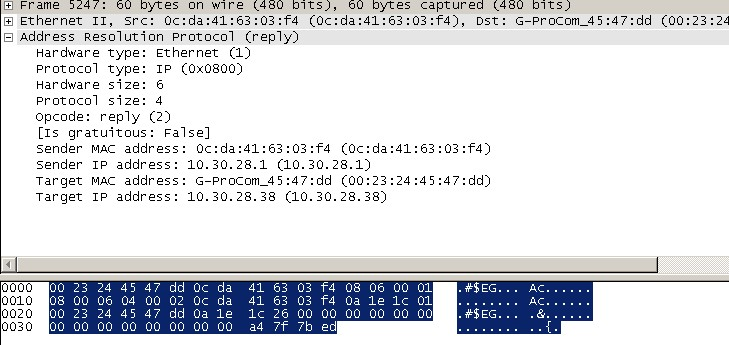 Frame 5247: 60 bytes on wire (480 bits), 60 bytes captured (480 bits)
Ethernet II, Src: 0c:da:41:63:03:f4 (0c:da:41:63:03:f4), Dst: G-ProCom_45:47:dd (00:23:24
Address Resolution Protocol (reply)
Hardware type: Ethernet (1)
Protocol type: IP (0x0800)
Hardware size: 6
Protocol size: 4
Opcode: reply (2)
[Is gratuitous: False]
Sender MAC address: 0c:da:41:63:03:f4 (0c:da:41:63:03:f4)
Sender IP address: 10.30.28.1 (10.30.28.1)
Target MAC address: G-ProCom_45:47:dd (00:23:24:45:47:dd)
Target IP address: 10.30.28.38 (10.30.28.38)
0000 00 23 24 45 47 dd 0c da 41 63 03 f4 08 06 00 01 .#$EG... Ac......
0010 08 00 06 04 00 02 0c da 41 63 03 f4 0a 1e 1c 01 ........ Ac......
0020 00 23 24 45 47 dd 0a 1e 1c 26 00 00 00 00 00 00 .#$EG... .&......
0030 00 00 00 00 00 00 00 00 a4 7f 7b ed ........ ..{.